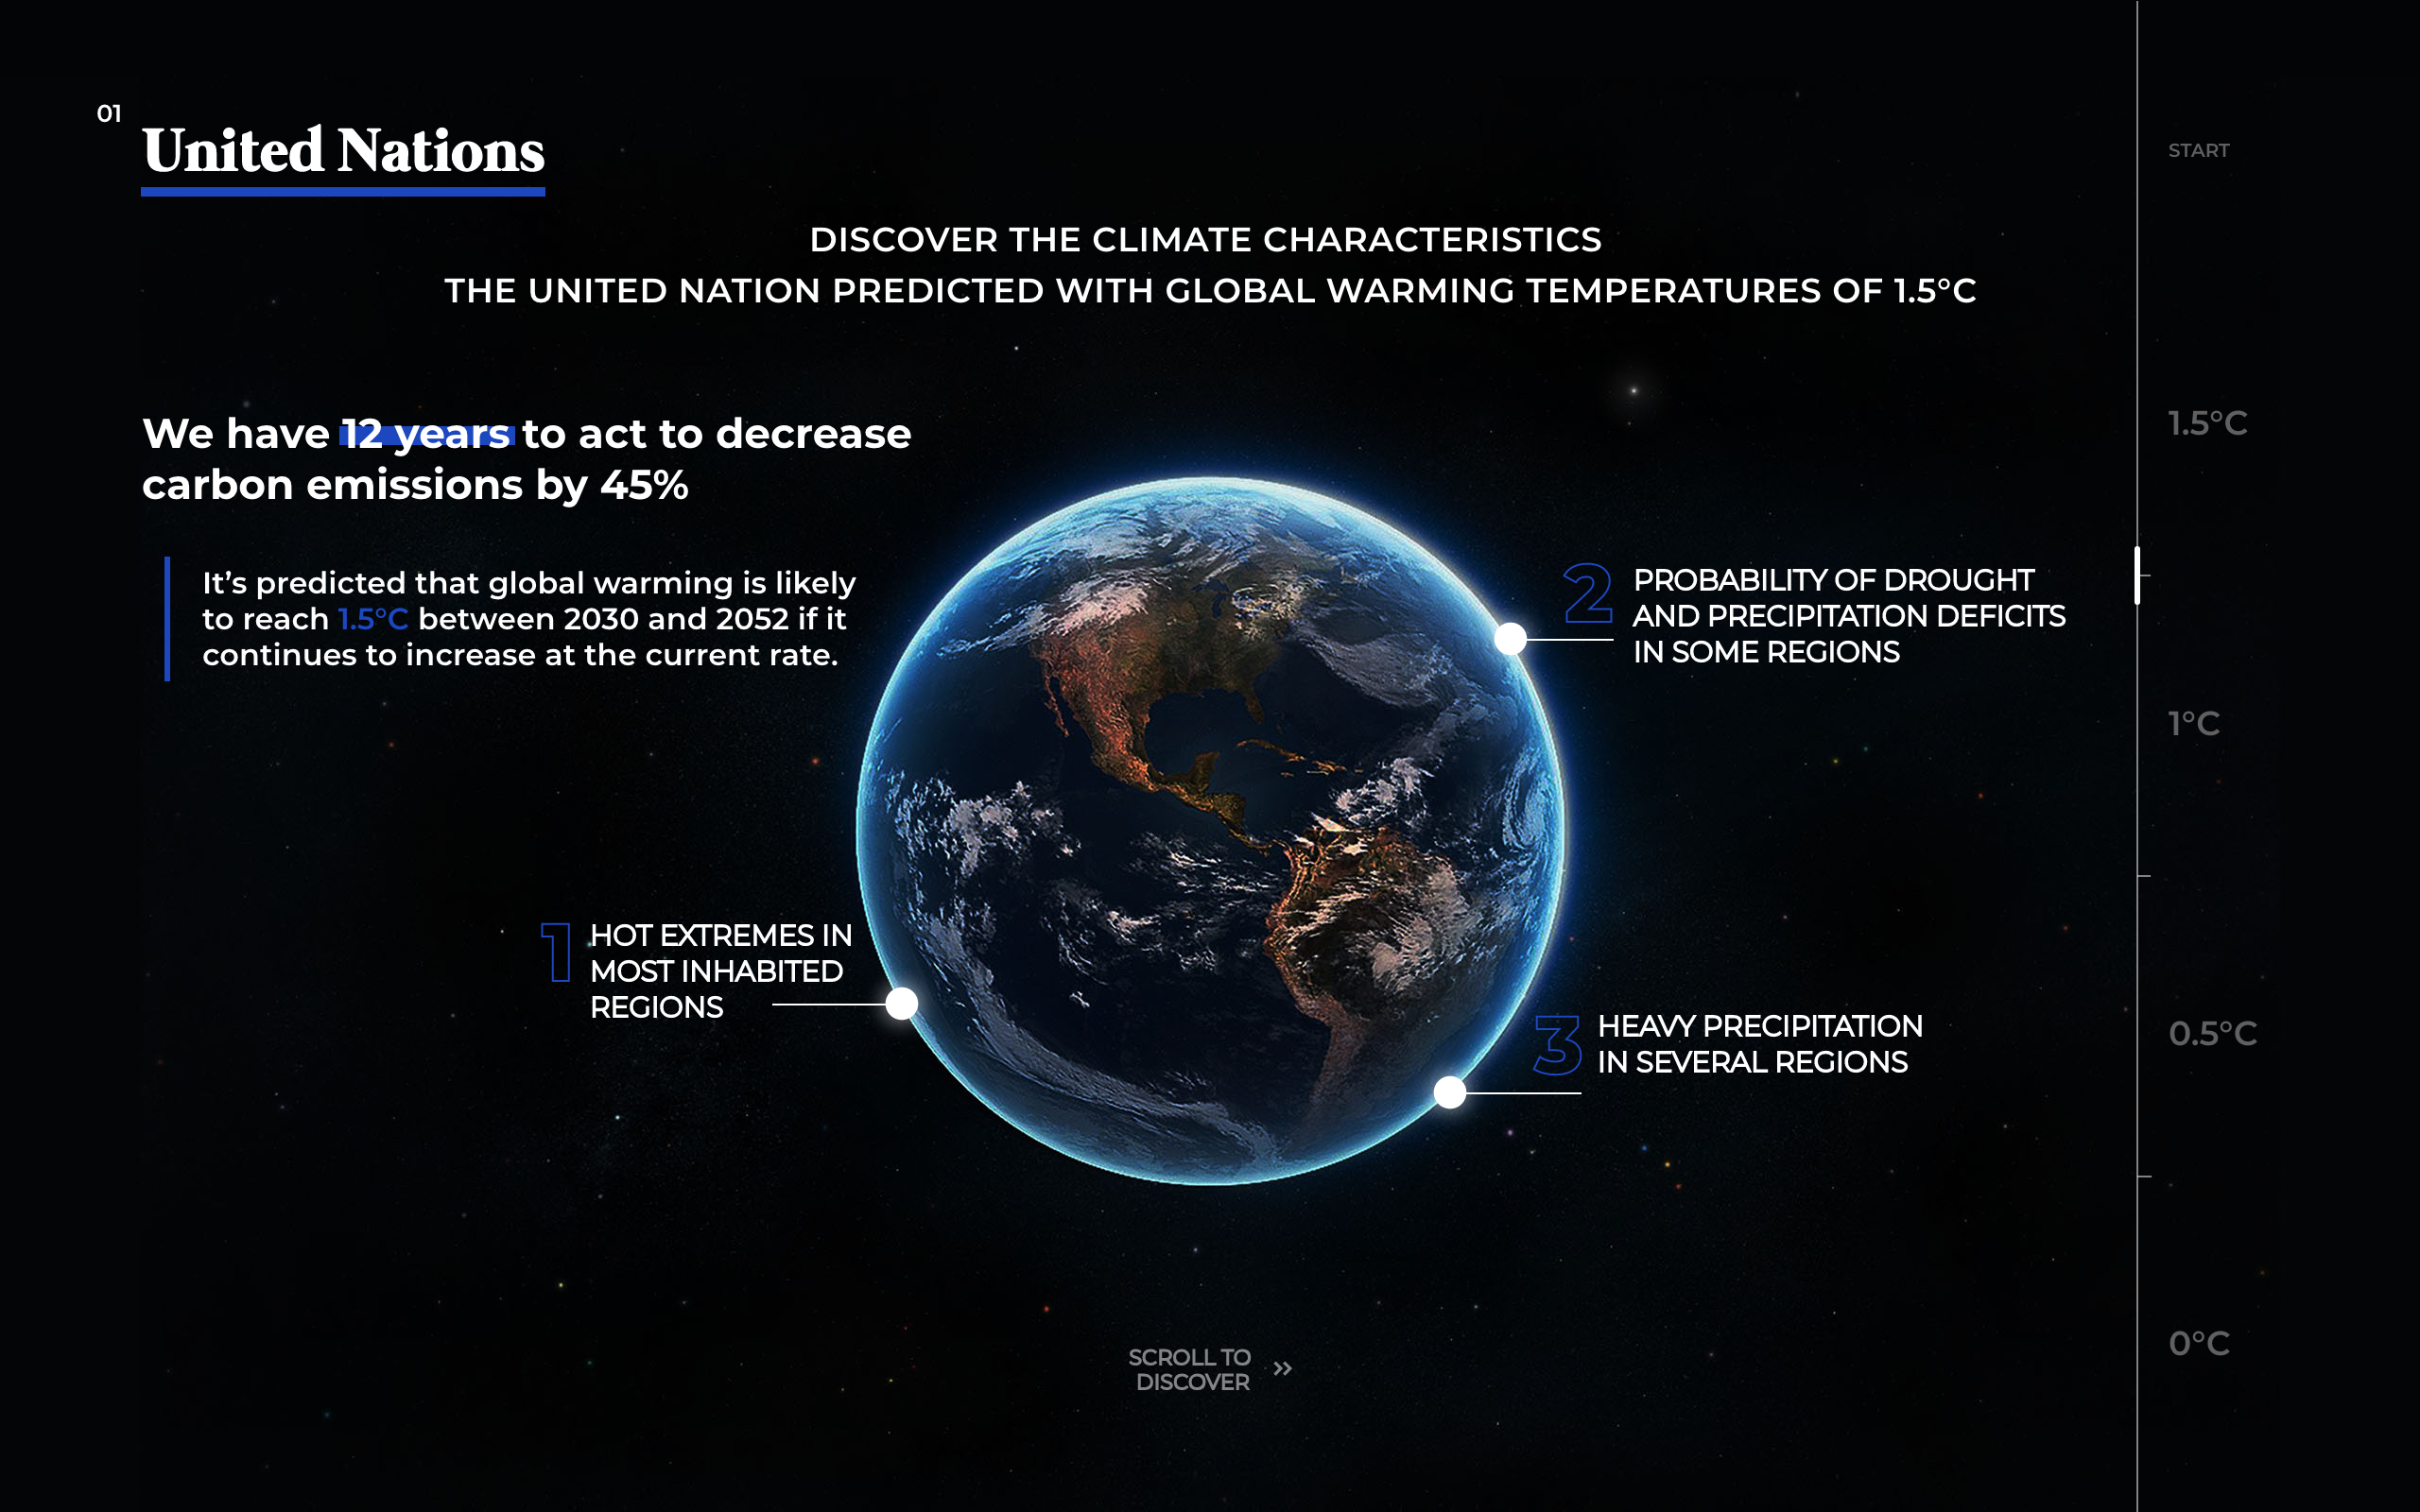 01
United Nations
START
DISCOVER THE CLIMATE CHARACTERISTICS
THE UNITED NATION PREDICTED WITH GLOBAL WARMING TEMPERATURES OF 1.5°C
We have 12 years to act to decrease
carbon emissions by 45%
It’s predicted that global warming is likely
to reach 1.5°C between 2030 and 2052 if it
continues to increase at the current rate.
1
HOT EXTREMES IN
MOST INHABITED
REGIONS
2
PROBABILITY OF DROUGHT
AND PRECIPITATION DEFICITS
IN SOME REGIONS
3
HEAVY PRECIPITATION
IN SEVERAL REGIONS
1.5°C
1°C
0.5°C
0°C
SCROLL TO
DISCOVER »